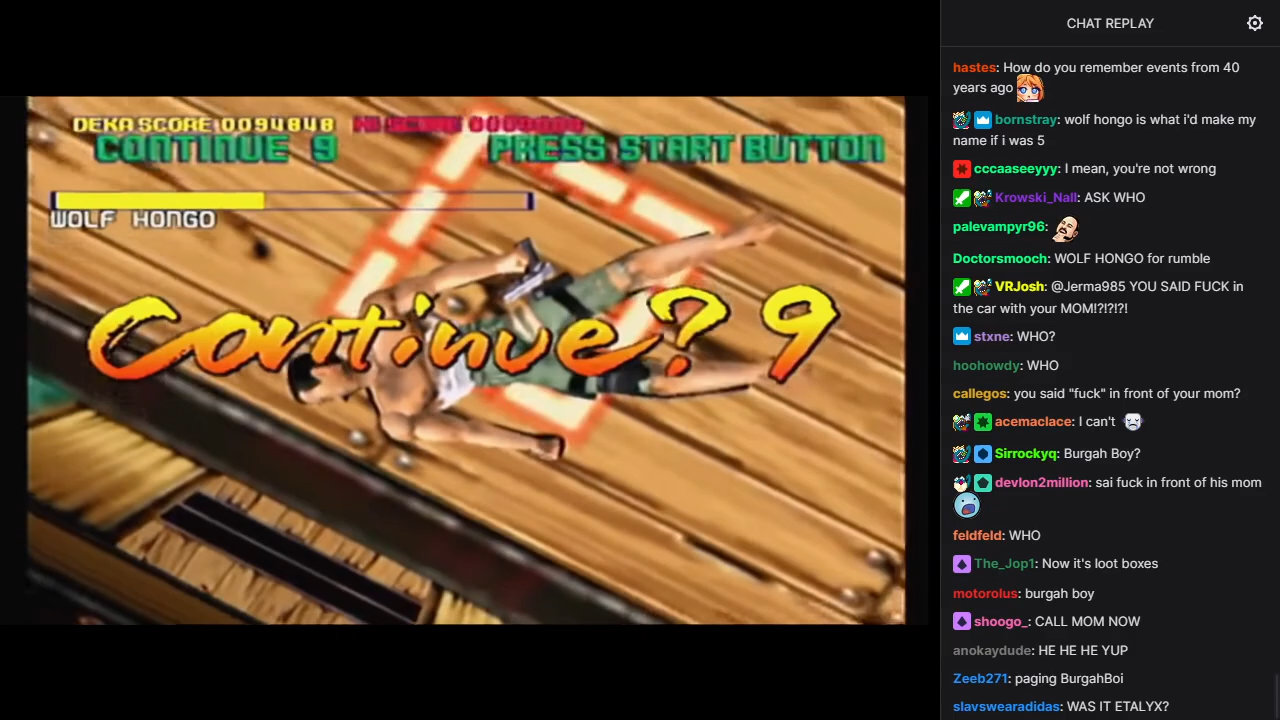 DEKA SCORE 0094848 HI SCORE
CONTINUE 9 PRESS START BUTTON
WOLF HONGO
Continue? 9
CHAT REPLAY
hastes: How do you remember events from 40
years ago
bornstray: wolf hongo is what i'd make my
name if i was 5
cccaaseeyyy: I mean, you're not wrong
Krowski_Nall: ASK WHO
palevampyr96:
Doctorsmooch: WOLF HONGO for rumble
VRJosh: @Jerma985 YOU SAID FUCK in
the car with your MOM!?!?!?!
stxne: WHO?
hoohowdy: WHO
callegos: you said "fuck" in front of your mom?
acemaclace: I can't
Sirrockyq: Burgah Boy?
devlon2million: sai fuck in front of his mom
feldfeld: WHO
The_Jop1: Now it's loot boxes
motorolus: burgah boy
shoogo_: CALL MOM NOW
anokaydude: HE HE HE YUP
Zeeb271: paging BurgahBoi
slavswearadidas: WAS IT ETALYX?